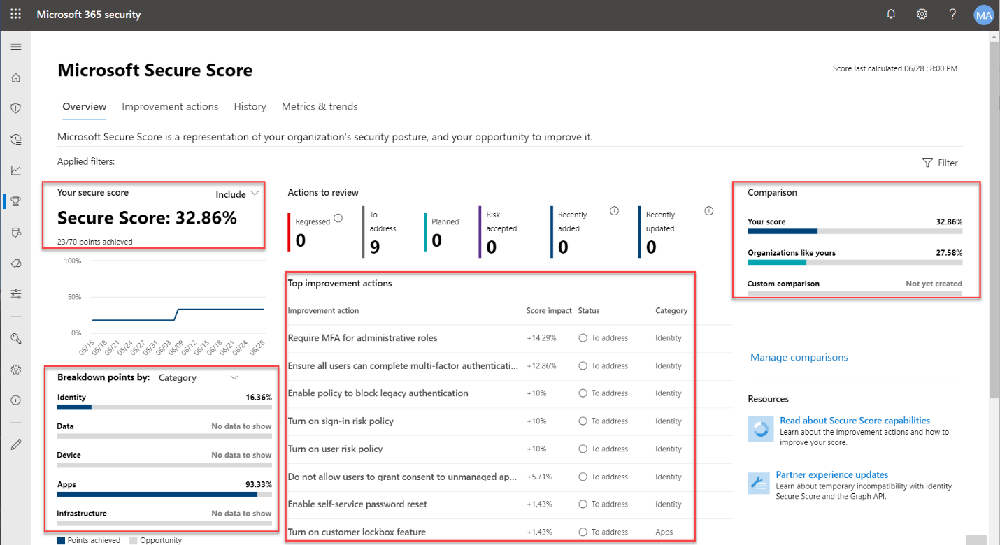 Microsoft 365 security
MA
Microsoft Secure Score
Score last calculated 06/28 ; 8:00 PM
Overview Improvement actions History Metrics & trends
Microsoft Secure Score is a representation of your organization's security posture, and your opportunity to improve it.
Applied filters:
Filter
Your secure score
Include
Secure Score: 32.86%
23/70 points achieved
100%
50%
0%
05/15 05/18 05/21 05/24 05/27 05/31 06/03 06/09 06/12 06/15 06/18 06/21 06/24 06/28
Breakdown points by: Category
Identity 16.36%
Data No data to show
Device No data to show
Apps 93.33%
Infrastructure No data to show
Points achieved Opportunity
Actions to review
Regressed
0
To
address
9
Planned
0
Risk
accepted
0
Recently
added
0
Recently
updated
0
Top improvement actions
Improvement action Score impact Status Category
Require MFA for administrative roles +14.29% To address Identity
Ensure all users can complete multi-factor authenticati... +12.86% To address Identity
Enable policy to block legacy authentication +10% To address Identity
Turn on sign-in risk policy +10% To address Identity
Turn on user risk policy +10% To address Identity
Do not allow users to grant consent to unmanaged ap... +5.71% To address Identity
Enable self-service password reset +1.43% To address Identity
Turn on customer lockbox feature +1.43% To address Apps
Comparison
Your score 32.86%
Organizations like yours 27.58%
Custom comparison Not yet created
Manage comparisons
Resources
Read about Secure Score capabilities
Learn about the improvement actions and how to
improve your score.
Partner experience updates
Learn about temporary incompatibility with Identity
Secure Score and the Graph API.